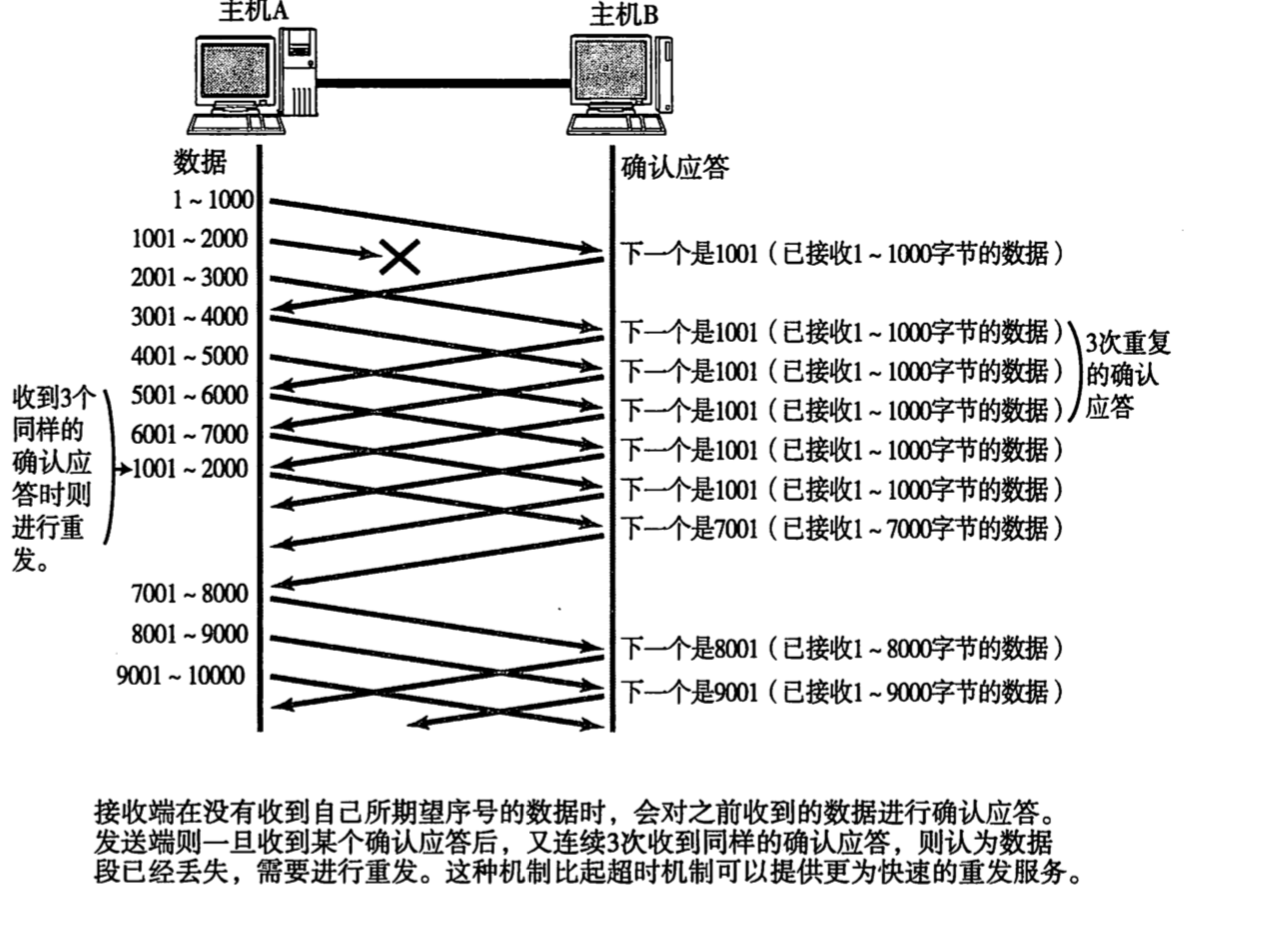 主机A
主机B
数据
确认应答
1～1000
1001～2000
下一个是1001（已接收1～1000字节的数据）
2001～3000
3001～4000
下一个是1001（已接收1～1000字节的数据）
4001～5000
下一个是1001（已接收1～1000字节的数据）
5001～6000
下一个是1001（已接收1～1000字节的数据）
3次重复
的确认
应答
6001～7000
下一个是1001（已接收1～1000字节的数据）
1001～2000
下一个是1001（已接收1～1000字节的数据）
收到3个
同样的
确认应
答时则
进行重
发。
下一个是7001（已接收1～7000字节的数据）
7001～8000
8001～9000
下一个是8001（已接收1～8000字节的数据）
9001～10000
下一个是9001（已接收1～9000字节的数据）
接收端在没有收到自己所期望序号的数据时，会对之前收到的数据进行确认应答。
发送端则一旦收到某个确认应答后，又连续3次收到同样的确认应答，则认为数据
段已经丢失，需要进行重发。这种机制比起超时机制可以提供更为快速的重发服务。